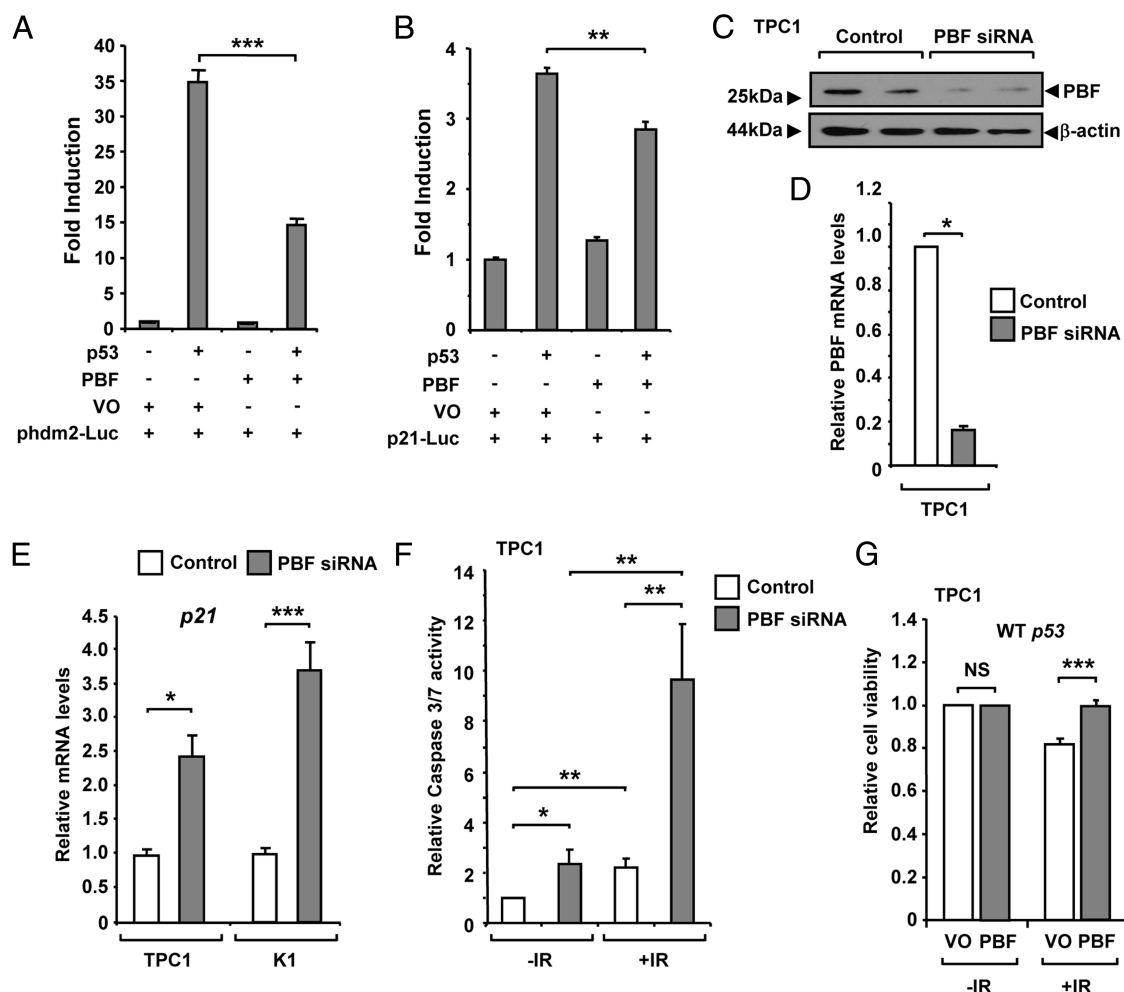 A
Fold Induction
40
35
30
25
20
15
10
5
0
***
p53 - + - +
PBF - - + +
VO + + - -
phdm2-Luc + + + +
B
Fold Induction
4
3
2
1
0
**
p53 - + - +
PBF - - + +
VO + + - -
p21-Luc + + + +
C
TPC1
Control PBF siRNA
25kDa PBF
44kDa β-actin
D
Relative PBF mRNA levels
1.2
1.0
0.8
0.6
0.4
0.2
0
*
Control
PBF siRNA
TPC1
E
Control PBF siRNA
p21
Relative mRNA levels
4.5
4.0
3.5
3.0
2.5
2.0
1.5
1.0
0.5
0
*
***
TPC1 K1
F
TPC1
Relative Caspase 3/7 activity
14
12
10
8
6
4
2
0
**
**
**
*
Control
PBF siRNA
-IR +IR
G
TPC1
WT p53
Relative cell viability
1.4
1.2
1.0
0.8
0.6
0.4
0.2
0
NS
***
VO PBF VO PBF
-IR +IR